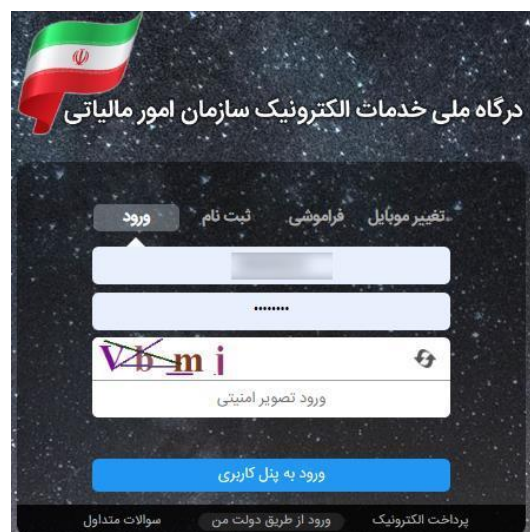 درگاه ملی خدمات الکترونیک سازمان امور مالیاتی
ورود ثبت نام فراموشی تغییر موبایل
........
Vbmj
ورود تصویر امنیتی
ورود به پنل کاربری
پرداخت الکترونیک ورود از طریق دولت من سوالات متداول